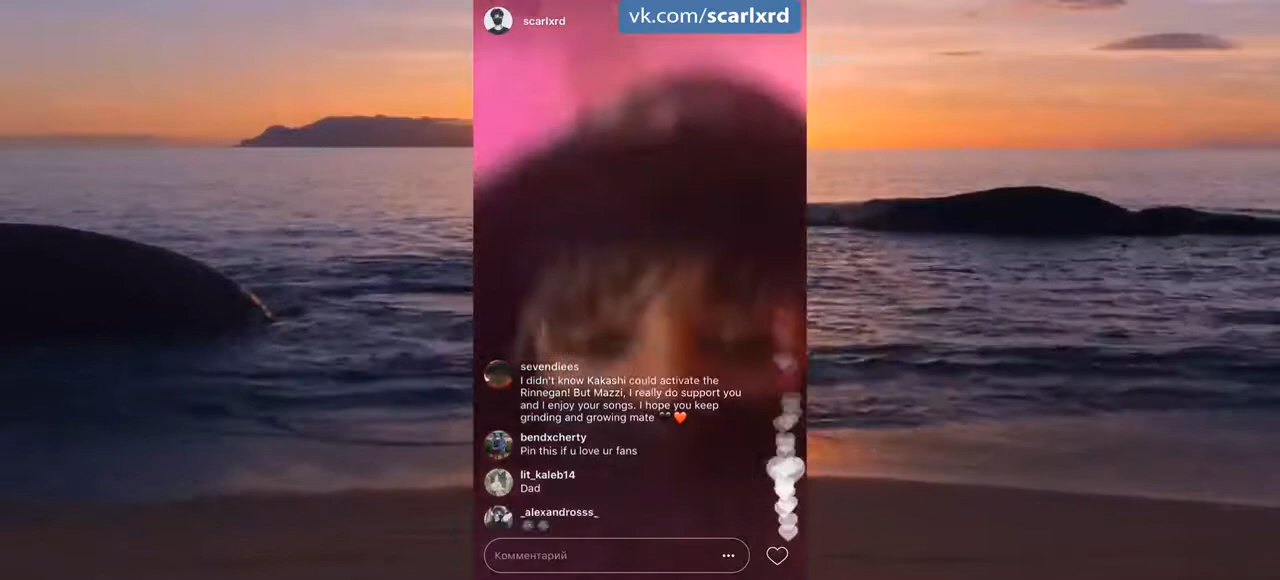 scarlxrd
vk.com/scarlxrd
sevendiees
I didn't know Kakashi could activate the
Rinnegan! But Mazzi, I really do support you
and I enjoy your songs. I hope you keep
grinding and growing mate 🖤❤️
bendxcherty
Pin this if u love ur fans
lit_kaleb14
Dad
_alexandrosss_
Комментарий